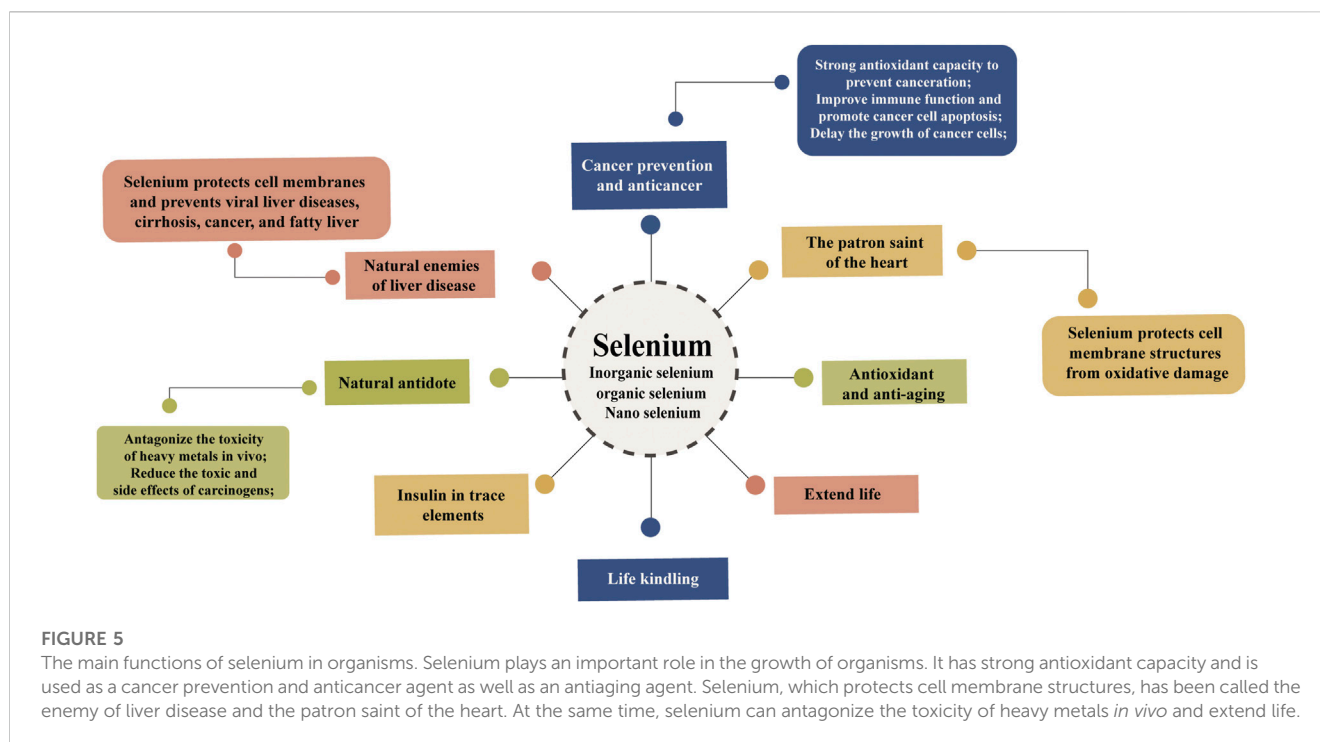 Strong antioxidant capacity to
prevent canceration;
Improve immune function and
promote cancer cell apoptosis;
Delay the growth of cancer cells;
Cancer prevention
and anticancer
Selenium protects cell membranes
and prevents viral liver diseases,
cirrhosis, cancer, and fatty liver
The patron saint
of the heart
Natural enemies
of liver disease
Selenium protects cell
membrane structures
from oxidative damage
Selenium
Inorganic selenium
organic selenium
Nano selenium
Natural antidote
Antioxidant
and anti-aging
Antagonize the toxicity
of heavy metals in vivo;
Reduce the toxic and
side effects of carcinogens;
Insulin in trace
elements
Extend life
Life kindling
FIGURE 5
The main functions of selenium in organisms. Selenium plays an important role in the growth of organisms. It has strong antioxidant capacity and is
used as a cancer prevention and anticancer agent as well as an antiaging agent. Selenium, which protects cell membrane structures, has been called the
enemy of liver disease and the patron saint of the heart. At the same time, selenium can antagonize the toxicity of heavy metals in vivo and extend life.